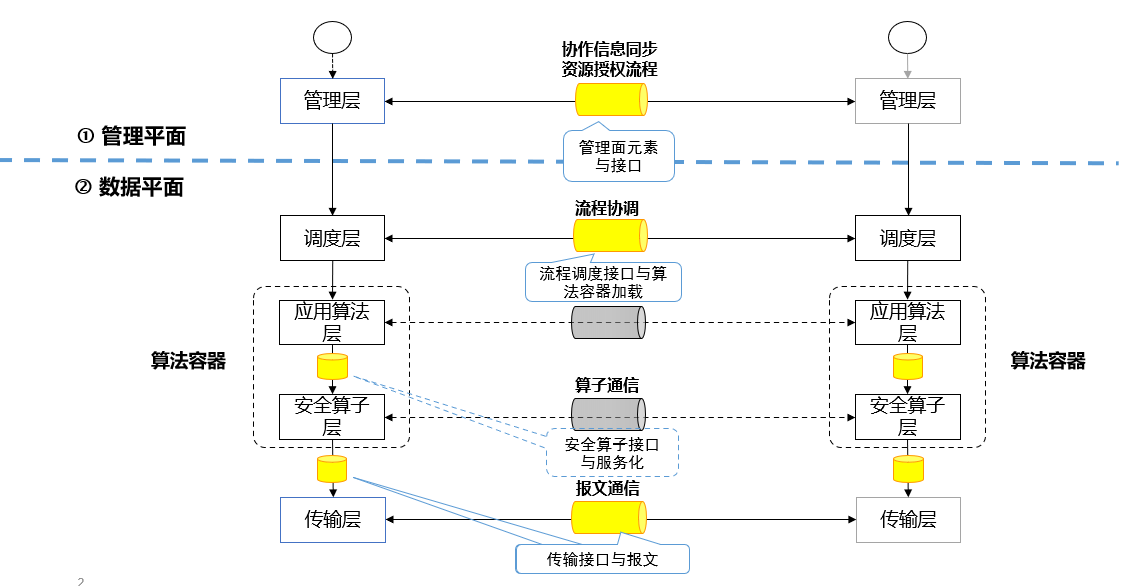 协作信息同步
资源授权流程
管理层
管理层
① 管理平面
管理面元素
与接口
② 数据平面
流程协调
调度层
调度层
流程调度接口与算
法容器加载
应用算法
层
应用算法
层
算法容器
算法容器
算子通信
安全算子
层
安全算子
层
安全算子接口
与服务化
报文通信
传输层
传输层
传输接口与报文
2